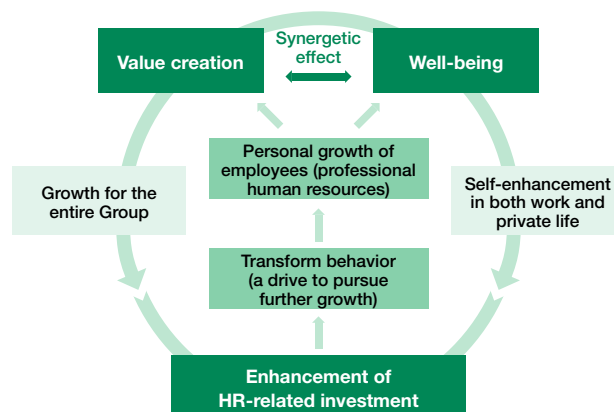 Synergetic
effect
Value creation
Well-being
Personal growth of
employees (professional
human resources)
Growth for the
entire Group
Self-enhancement
in both work and
private life
Transform behavior
(a drive to pursue
further growth)
Enhancement of
HR-related investment